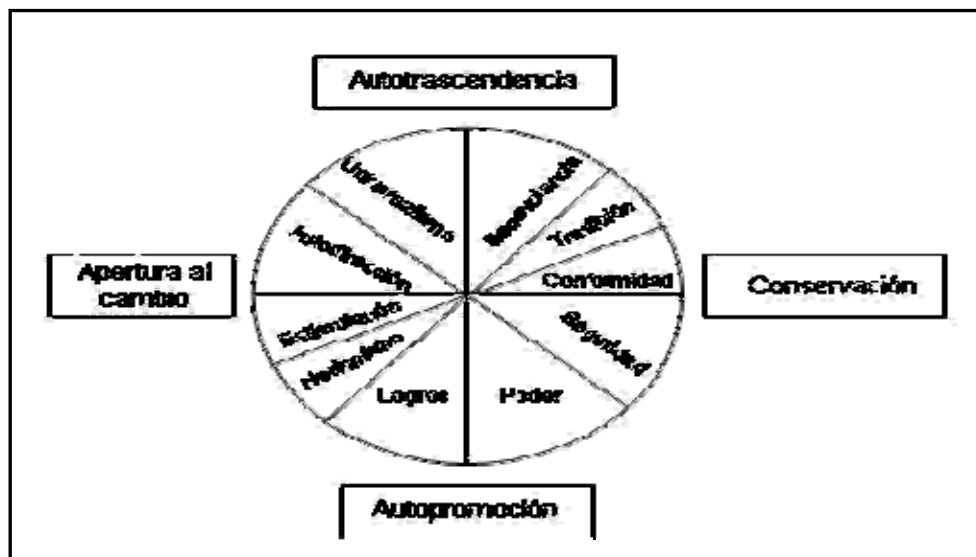 Autotrascendencia
Universalismo
Benevolencia
Tradición
Autodirección
Apertura al
cambio
Conformidad
Conservación
Estimulación
Seguridad
Hedonismo
Logros
Poder
Autopromoción